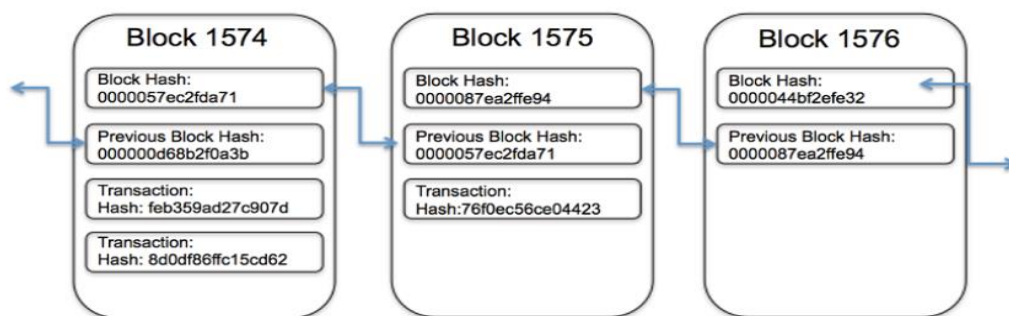 Block 1574
Block Hash:
0000057ec2fda71
Previous Block Hash:
000000d68b2f0a3b
Transaction:
Hash: feb359ad27c907d
Transaction:
Hash: 8d0df86ffc15cd62
Block 1575
Block Hash:
0000087ea2ffe94
Previous Block Hash:
0000057ec2fda71
Transaction:
Hash:76f0ec56ce04423
Block 1576
Block Hash:
0000044bf2efe32
Previous Block Hash:
0000087ea2ffe94